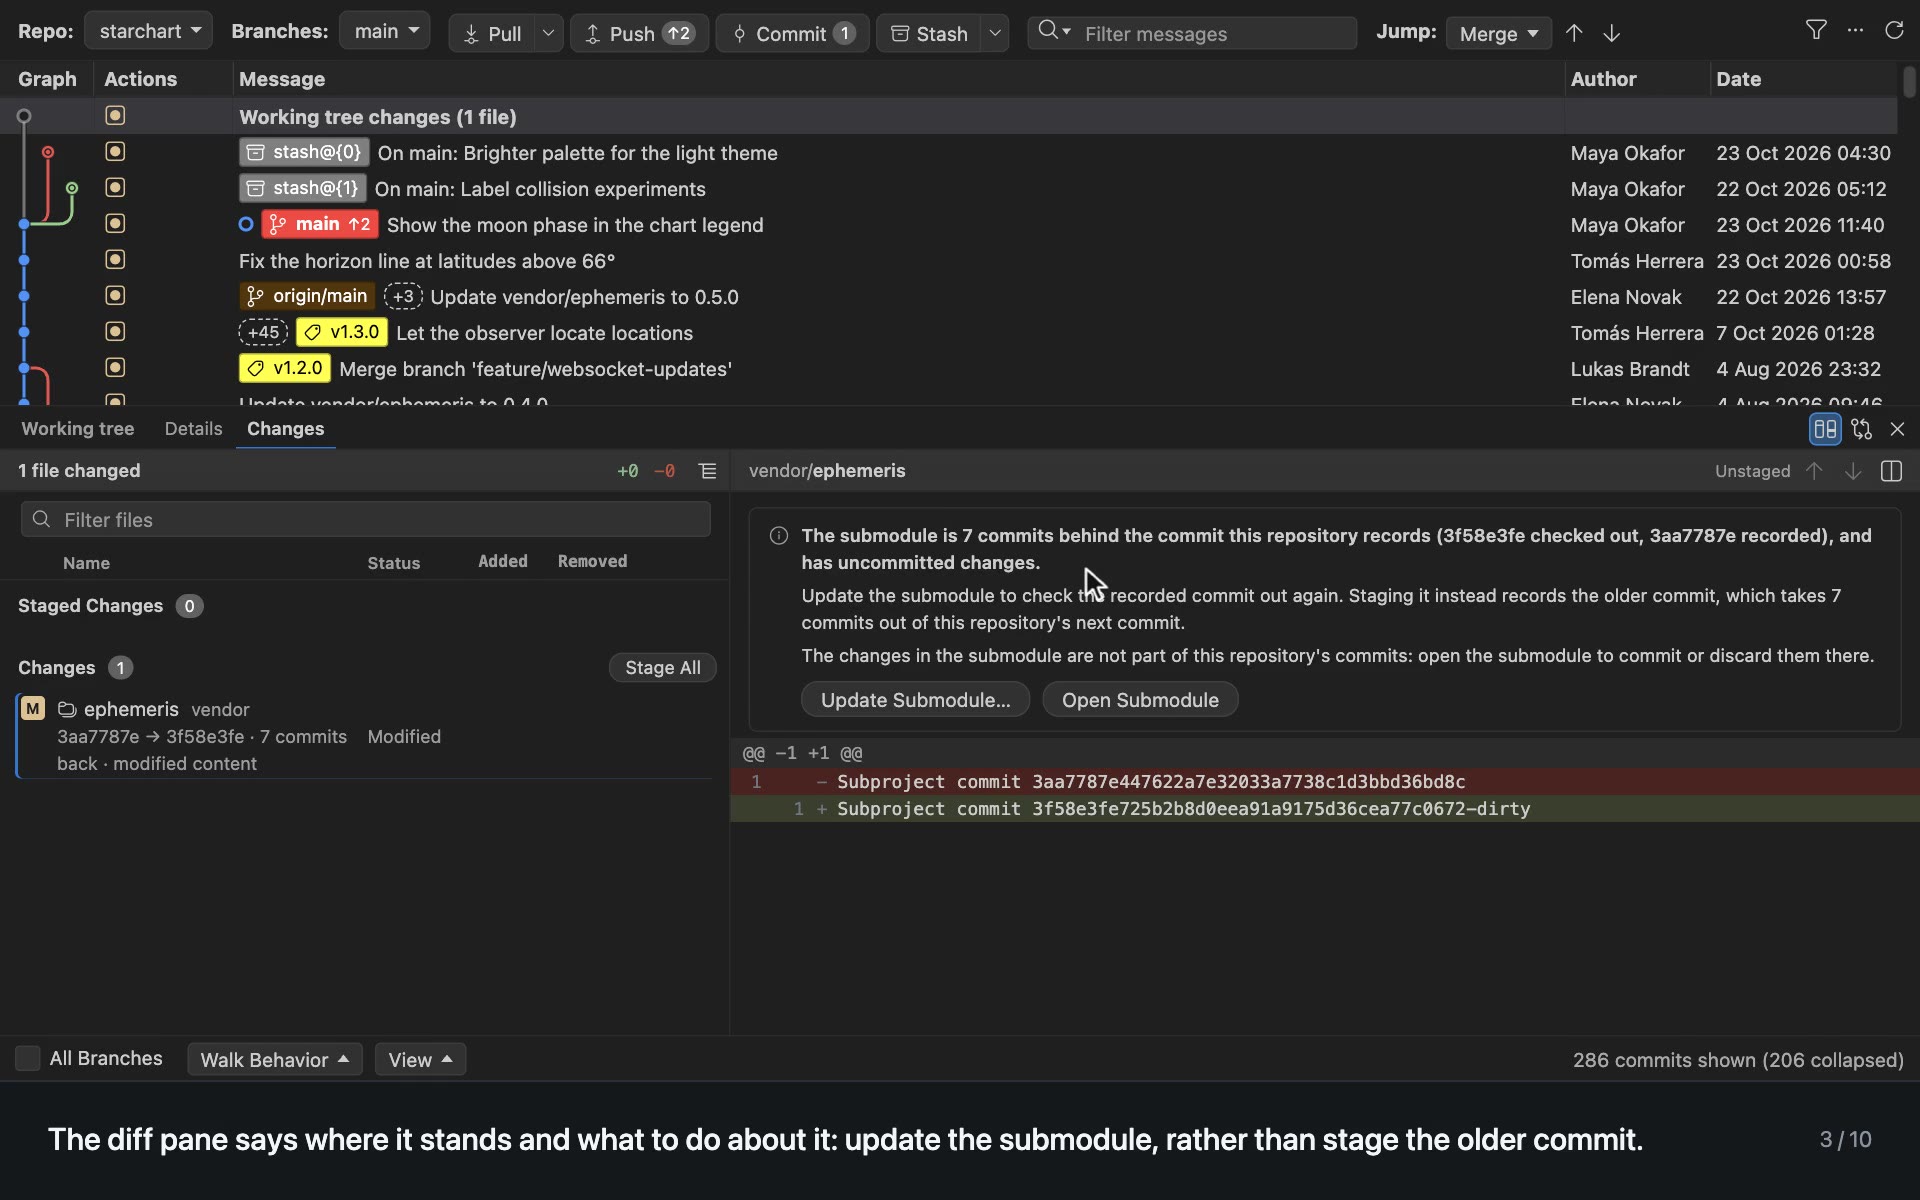 Repo: starchart Branches: main Pull Push ↑2 Commit 1 Stash Filter messages Jump: Merge
Graph Actions Message Author Date
Working tree changes (1 file)
stash@{0} On main: Brighter palette for the light theme Maya Okafor 23 Oct 2026 04:30
stash@{1} On main: Label collision experiments Maya Okafor 22 Oct 2026 05:12
main ↑2 Show the moon phase in the chart legend Maya Okafor 23 Oct 2026 11:40
Fix the horizon line at latitudes above 66° Tomás Herrera 23 Oct 2026 00:58
origin/main +3 Update vendor/ephemeris to 0.5.0 Elena Novak 22 Oct 2026 13:57
+45 v1.3.0 Let the observer locate locations Tomás Herrera 7 Oct 2026 01:28
v1.2.0 Merge branch 'feature/websocket-updates' Lukas Brandt 4 Aug 2026 23:32
Update vendor/ephemeris to 0.4.0 Elena Novak 4 Aug 2026 09:46
Working tree Details Changes
1 file changed +0 −0
Filter files
Name Status Added Removed
Staged Changes 0
Changes 1 Stage All
M ephemeris vendor
3aa7787e → 3f58e3fe · 7 commits Modified
back · modified content
vendor/ephemeris Unstaged
The submodule is 7 commits behind the commit this repository records (3f58e3fe checked out, 3aa7787e recorded), and
has uncommitted changes.
Update the submodule to check the recorded commit out again. Staging it instead records the older commit, which takes 7
commits out of this repository's next commit.
The changes in the submodule are not part of this repository's commits: open the submodule to commit or discard them there.
Update Submodule... Open Submodule
@@ −1 +1 @@
1 − Subproject commit 3aa7787e447622a7e32033a7738c1d3bbd36bd8c
1 + Subproject commit 3f58e3fe725b2b8d0eea91a9175d36cea77c0672-dirty
All Branches Walk Behavior View 286 commits shown (206 collapsed)
The diff pane says where it stands and what to do about it: update the submodule, rather than stage the older commit. 3 / 10